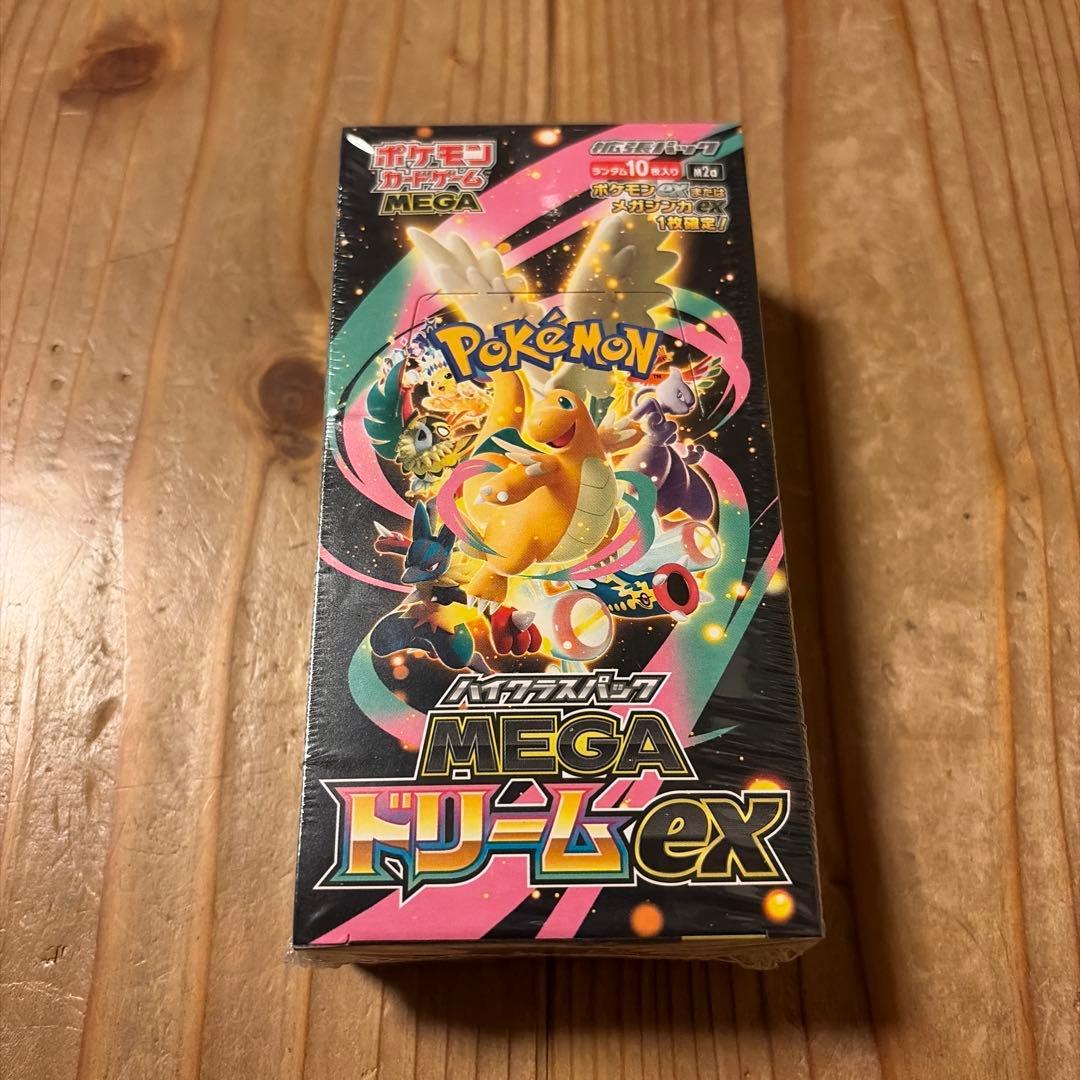 ポケモン
カードゲーム
MEGA
拡張パック
ランダム10枚入り M2a
ポケモンexまたは
メガシンカex
1枚確定!
POKéMON
TM
ハイクラスパック
MEGA
ドリームex